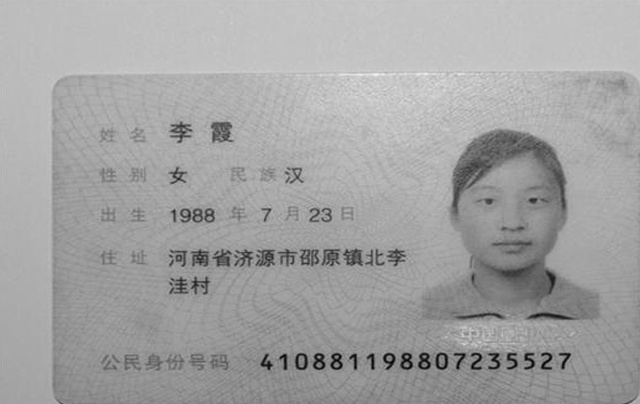 姓名 李霞
性别 女 民族 汉
出生 1988 年 7 月 23 日
住址 河南省济源市邵原镇北李
洼村
公民身份号码 410881198807235527